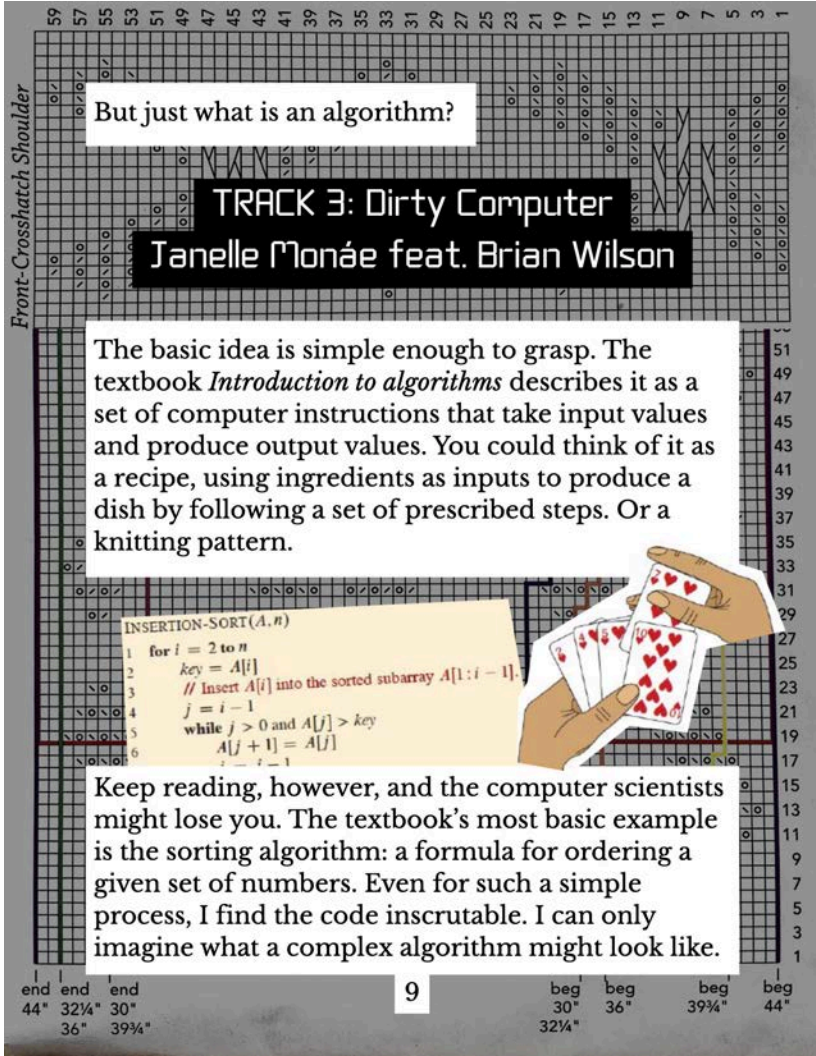 59 57 55 53 51 49 47 45 43 41 39 37 35 33 31 29 27 25 23 21 19 17 15 13 11 9 7 5 3 1
Front-Crosshatch Shoulder
But just what is an algorithm?
TRACK 3: Dirty Computer
Janelle Monáe feat. Brian Wilson
The basic idea is simple enough to grasp. The
textbook Introduction to algorithms describes it as a
set of computer instructions that take input values
and produce output values. You could think of it as
a recipe, using ingredients as inputs to produce a
dish by following a set of prescribed steps. Or a
knitting pattern.
51
49
47
45
43
41
39
37
35
33
31
29
27
25
23
21
19
17
15
13
11
9
7
5
3
1
INSERTION-SORT(A, n)
1 for i = 2 to n
2 key = A[i]
3 // Insert A[i] into the sorted subarray A[1 : i − 1].
4 j = i − 1
5 while j > 0 and A[j] > key
6 A[j + 1] = A[j]
2 4 5 10 7
Keep reading, however, and the computer scientists
might lose you. The textbook's most basic example
is the sorting algorithm: a formula for ordering a
given set of numbers. Even for such a simple
process, I find the code inscrutable. I can only
imagine what a complex algorithm might look like.
9
end end end beg beg beg beg
44" 32¼" 30" 30" 36" 39¾" 44"
36" 39¾" 32¼"